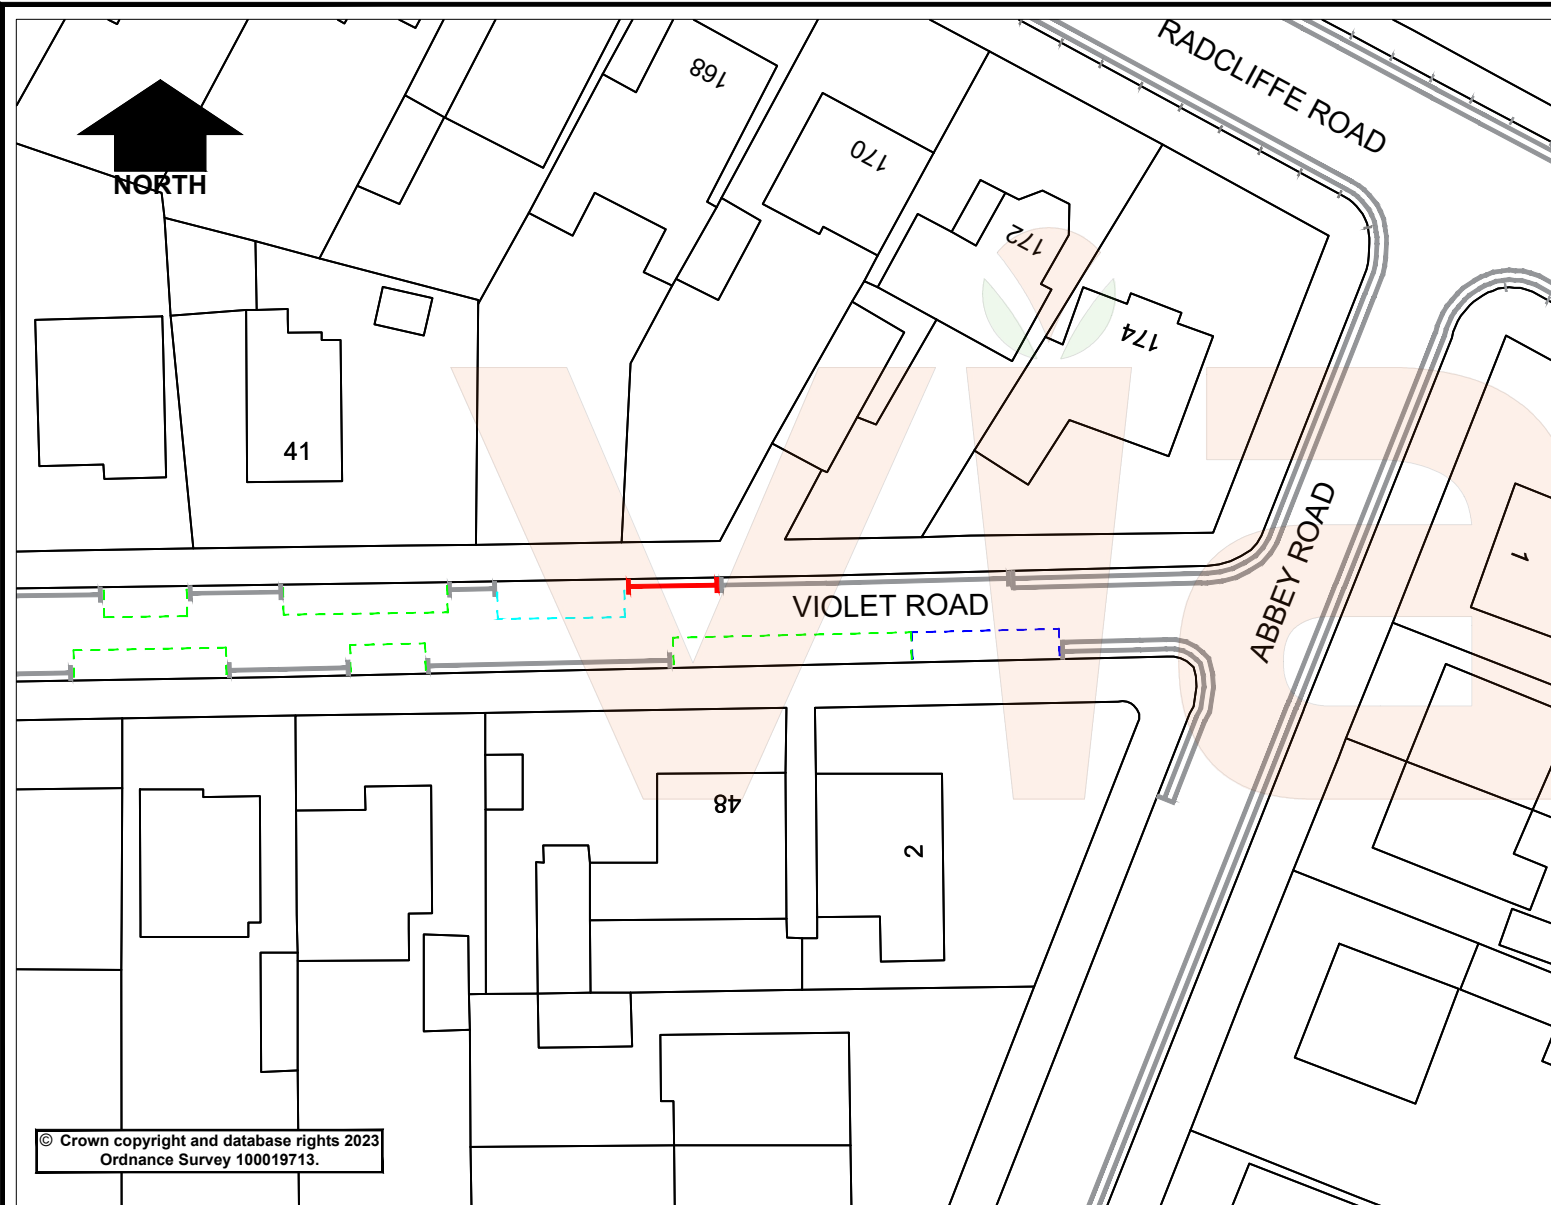 RADCLIFFE ROAD
168
170
NORTH
172
174
41
ABBEY ROAD
1
VIOLET ROAD
48
2
© Crown copyright and database rights 2023
Ordnance Survey 100019713.